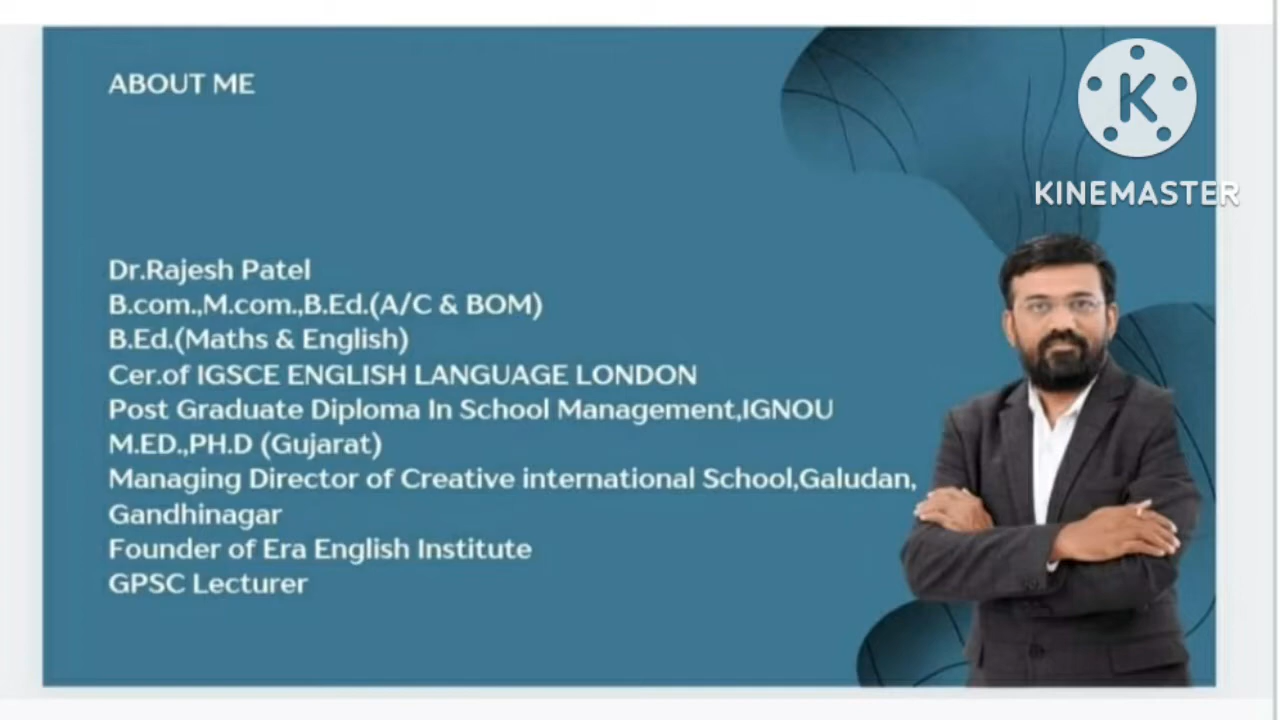 ABOUT ME
K
KINEMASTER
Dr.Rajesh Patel
B.com.,M.com.,B.Ed.(A/C & BOM)
B.Ed.(Maths & English)
Cer.of IGSCE ENGLISH LANGUAGE LONDON
Post Graduate Diploma In School Management,IGNOU
M.ED.,PH.D (Gujarat)
Managing Director of Creative international School,Galudan,
Gandhinagar
Founder of Era English Institute
GPSC Lecturer